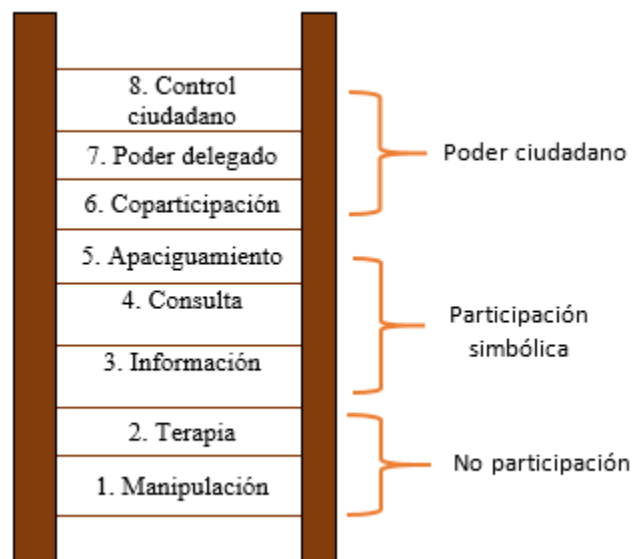 8. Control
ciudadano
7. Poder delegado
6. Coparticipación
Poder ciudadano
5. Apaciguamiento
4. Consulta
3. Información
Participación
simbólica
2. Terapia
1. Manipulación
No participación